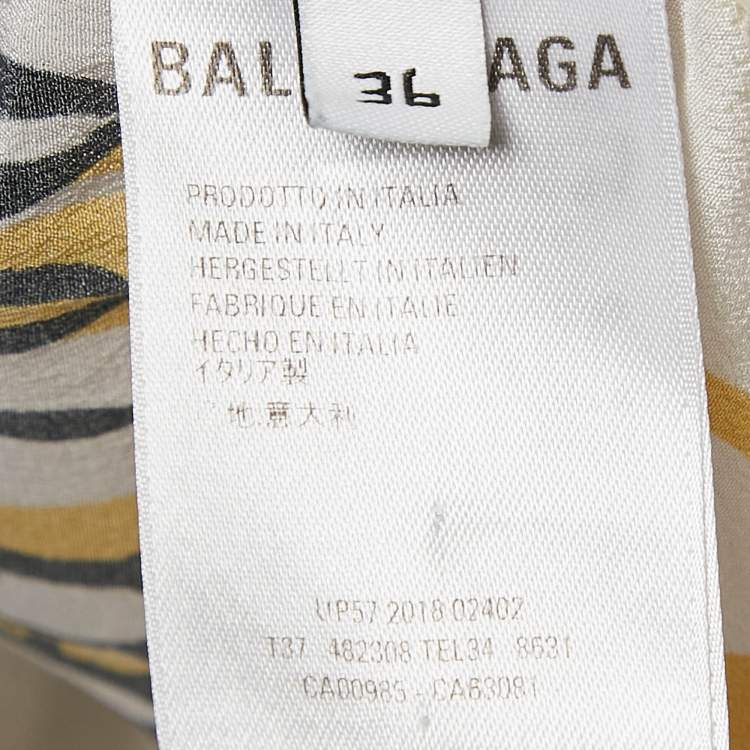 BAL AGA
36
PRODOTTO IN ITALIA
MADE IN ITALY
HERGESTELLT IN ITALIEN
FABRIQUE EN ITALIE
HECHO EN ITALIA
イタリア製
地 意大利
UP57 2018 02402
T37 482308 TEL34 8631
CA00985 - CA63081